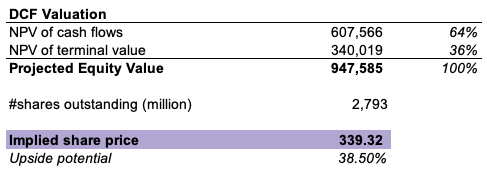 DCF Valuation
NPV of cash flows 607,566 64%
NPV of terminal value 340,019 36%
Projected Equity Value 947,585 100%
#shares outstanding (million) 2,793
Implied share price 339.32
Upside potential 38.50%